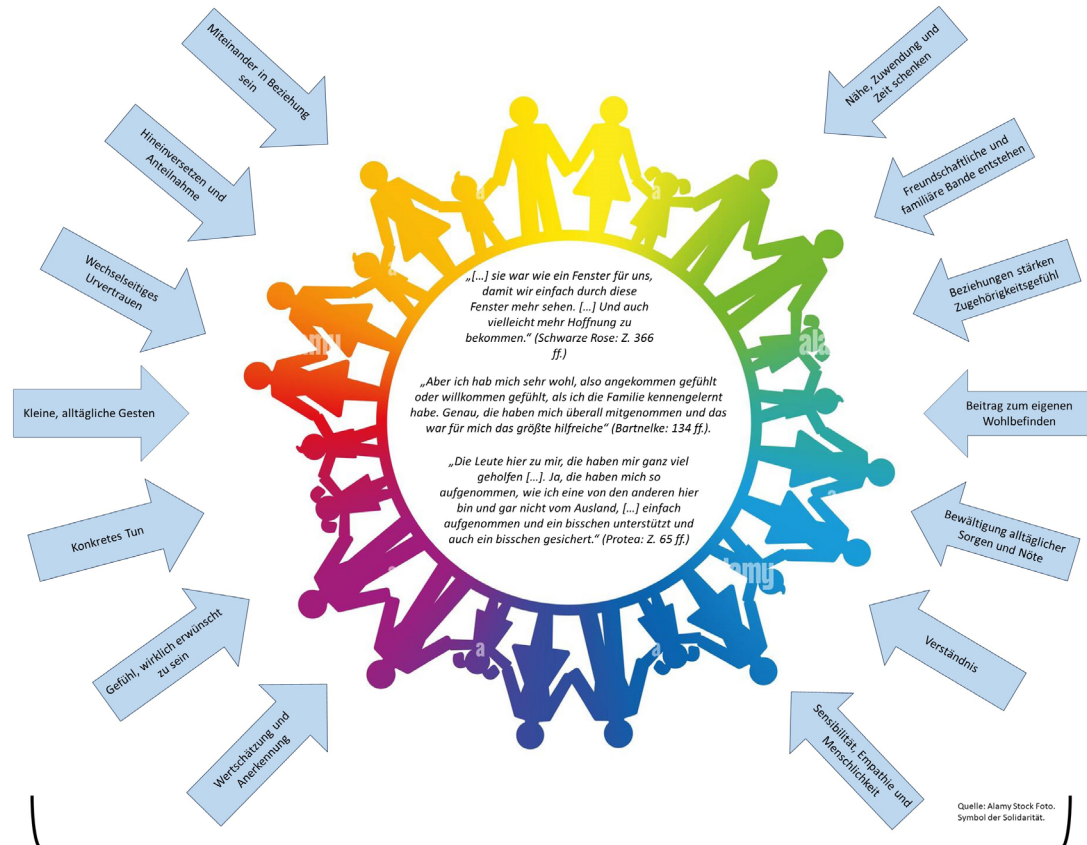 Miteinander in Beziehung
sein
Hineinversetzen und
Anteilnahme
Wechselseitiges
Urvertrauen
Kleine, alltägliche Gesten
Konkretes Tun
Gefühl, wirklich erwünscht
zu sein
Wertschätzung und
Anerkennung
„[…] sie war wie ein Fenster für uns,
damit wir einfach durch diese
Fenster mehr sehen. […] Und auch
vielleicht mehr Hoffnung zu
bekommen.“ (Schwarze Rose: Z. 366
ff.)
„Aber ich hab mich sehr wohl, also angekommen gefühlt
oder willkommen gefühlt, als ich die Familie kennengelernt
habe. Genau, die haben mich überall mitgenommen und das
war für mich das größte hilfreiche“ (Bartnelke: 134 ff.).
„Die Leute hier zu mir, die haben mir ganz viel
geholfen […]. Ja, die haben mich so
aufgenommen, wie ich eine von den anderen hier
bin und gar nicht vom Ausland, […] einfach
aufgenommen und ein bisschen unterstützt und
auch ein bisschen gesichert.“ (Protea: Z. 65 ff.)
Nähe, Zuwendung und
Zeit schenken
Freundschaftliche und
familiäre Bande entstehen
Beziehungen stärken
Zugehörigkeitsgefühl
Beitrag zum eigenen
Wohlbefinden
Bewältigung alltäglicher
Sorgen und Nöte
Verständnis
Sensibilität, Empathie und
Menschlichkeit
Quelle: Alamy Stock Foto.
Symbol der Solidarität.